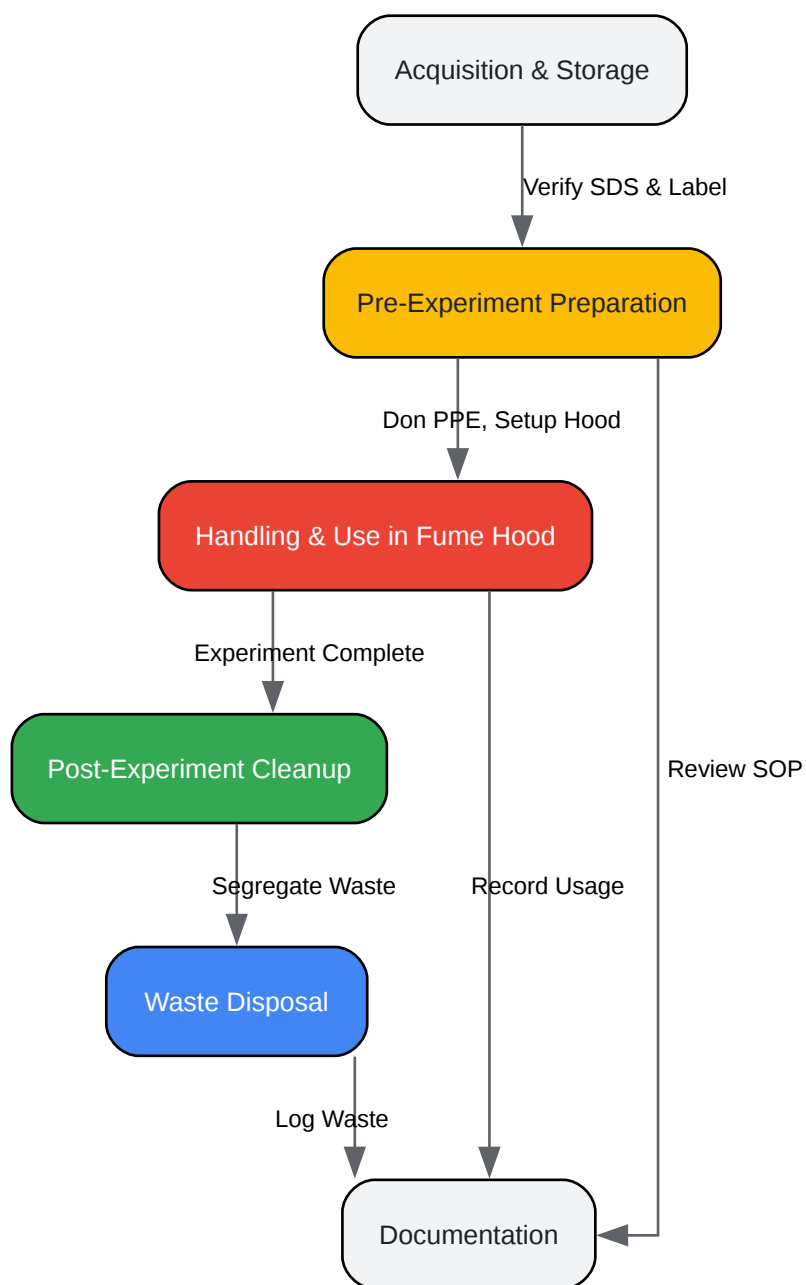 Acquisition & Storage
Verify SDS & Label
Pre-Experiment Preparation
Don PPE, Setup Hood
Handling & Use in Fume Hood
Experiment Complete
Post-Experiment Cleanup
Review SOP
Segregate Waste
Record Usage
Waste Disposal
Log Waste
Documentation